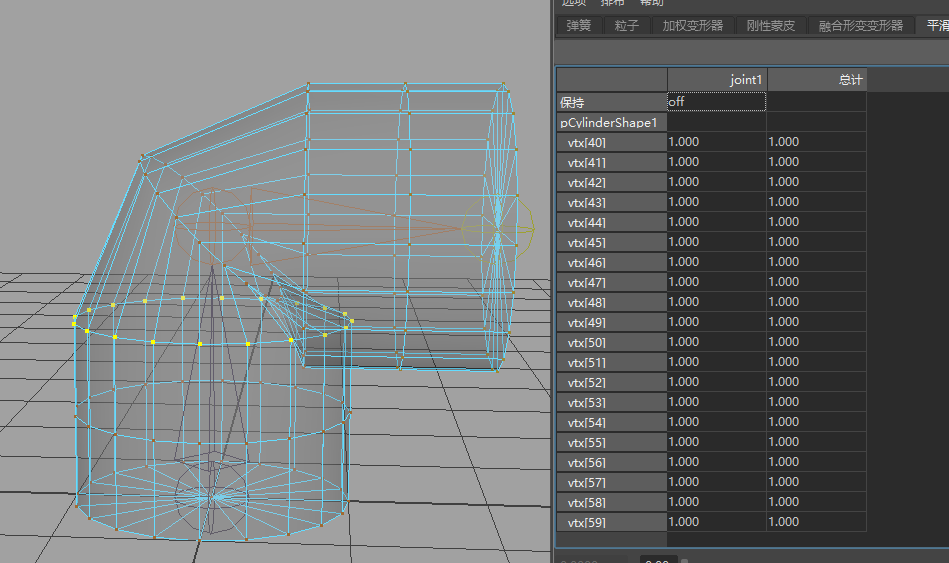 选项 排布 帮助
弹簧 粒子 加权变形器 刚性蒙皮 融合形变变形器 平滑
joint1 总计
保持 off
pCylinderShape1
vtx[40] 1.000 1.000
vtx[41] 1.000 1.000
vtx[42] 1.000 1.000
vtx[43] 1.000 1.000
vtx[44] 1.000 1.000
vtx[45] 1.000 1.000
vtx[46] 1.000 1.000
vtx[47] 1.000 1.000
vtx[48] 1.000 1.000
vtx[49] 1.000 1.000
vtx[50] 1.000 1.000
vtx[51] 1.000 1.000
vtx[52] 1.000 1.000
vtx[53] 1.000 1.000
vtx[54] 1.000 1.000
vtx[55] 1.000 1.000
vtx[56] 1.000 1.000
vtx[57] 1.000 1.000
vtx[58] 1.000 1.000
vtx[59] 1.000 1.000